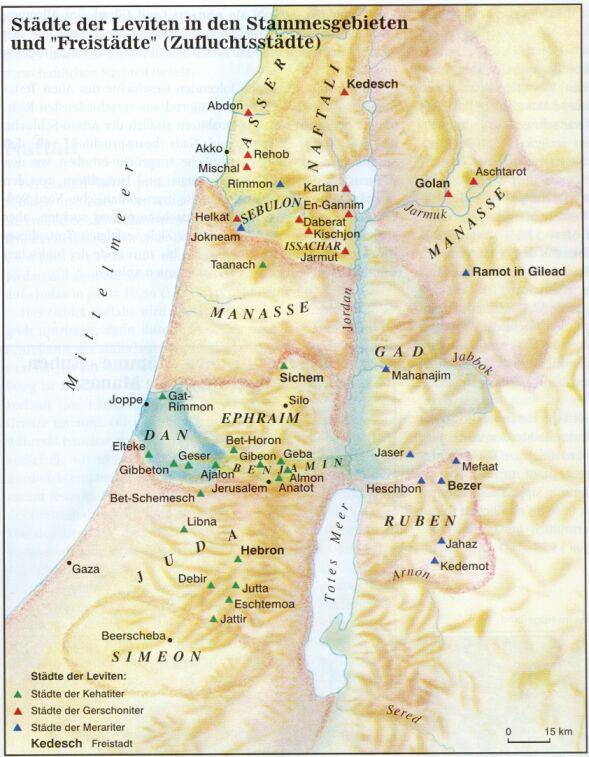 Städte der Leviten in den Stammesgebieten
und "Freistädte" (Zufluchtsstädte)
ASSER
NAFTALI
Kedesch
Abdon
Akko
Rehob
Mischal
Rimmon
Kartan
Golan
Aschtarot
En-Gannim
Jarmuk
MANASSE
Helkat
SEBULON
Daberat
Kischjon
Jokneam
ISSACHAR
Jarmut
Taanach
Ramot in Gilead
Mittelmeer
MANASSE
Jordan
GAD
Jabbok
Sichem
Mahanajim
Joppe
Gat-
Rimmon
Silo
EPHRAIM
DAN
Elteke
Bet-Horon
Geser
Gibeon
Geba
Jaser
Gibbeton
Ajalon
BENJAMIN
Almon
Mefaat
Jerusalem
Anatot
Heschbon
Bezer
Bet-Schemesch
Libna
RUBEN
JUDA
Totes Meer
Jahaz
Hebron
Gaza
Kedemot
Arnon
Debir
Jutta
Eschtemoa
Jattir
Beerscheba
SIMEON
Sered
Städte der Leviten:
Städte der Kehatiter
Städte der Gerschoniter
Städte der Merariter
Kedesch Freistadt
0 15 km